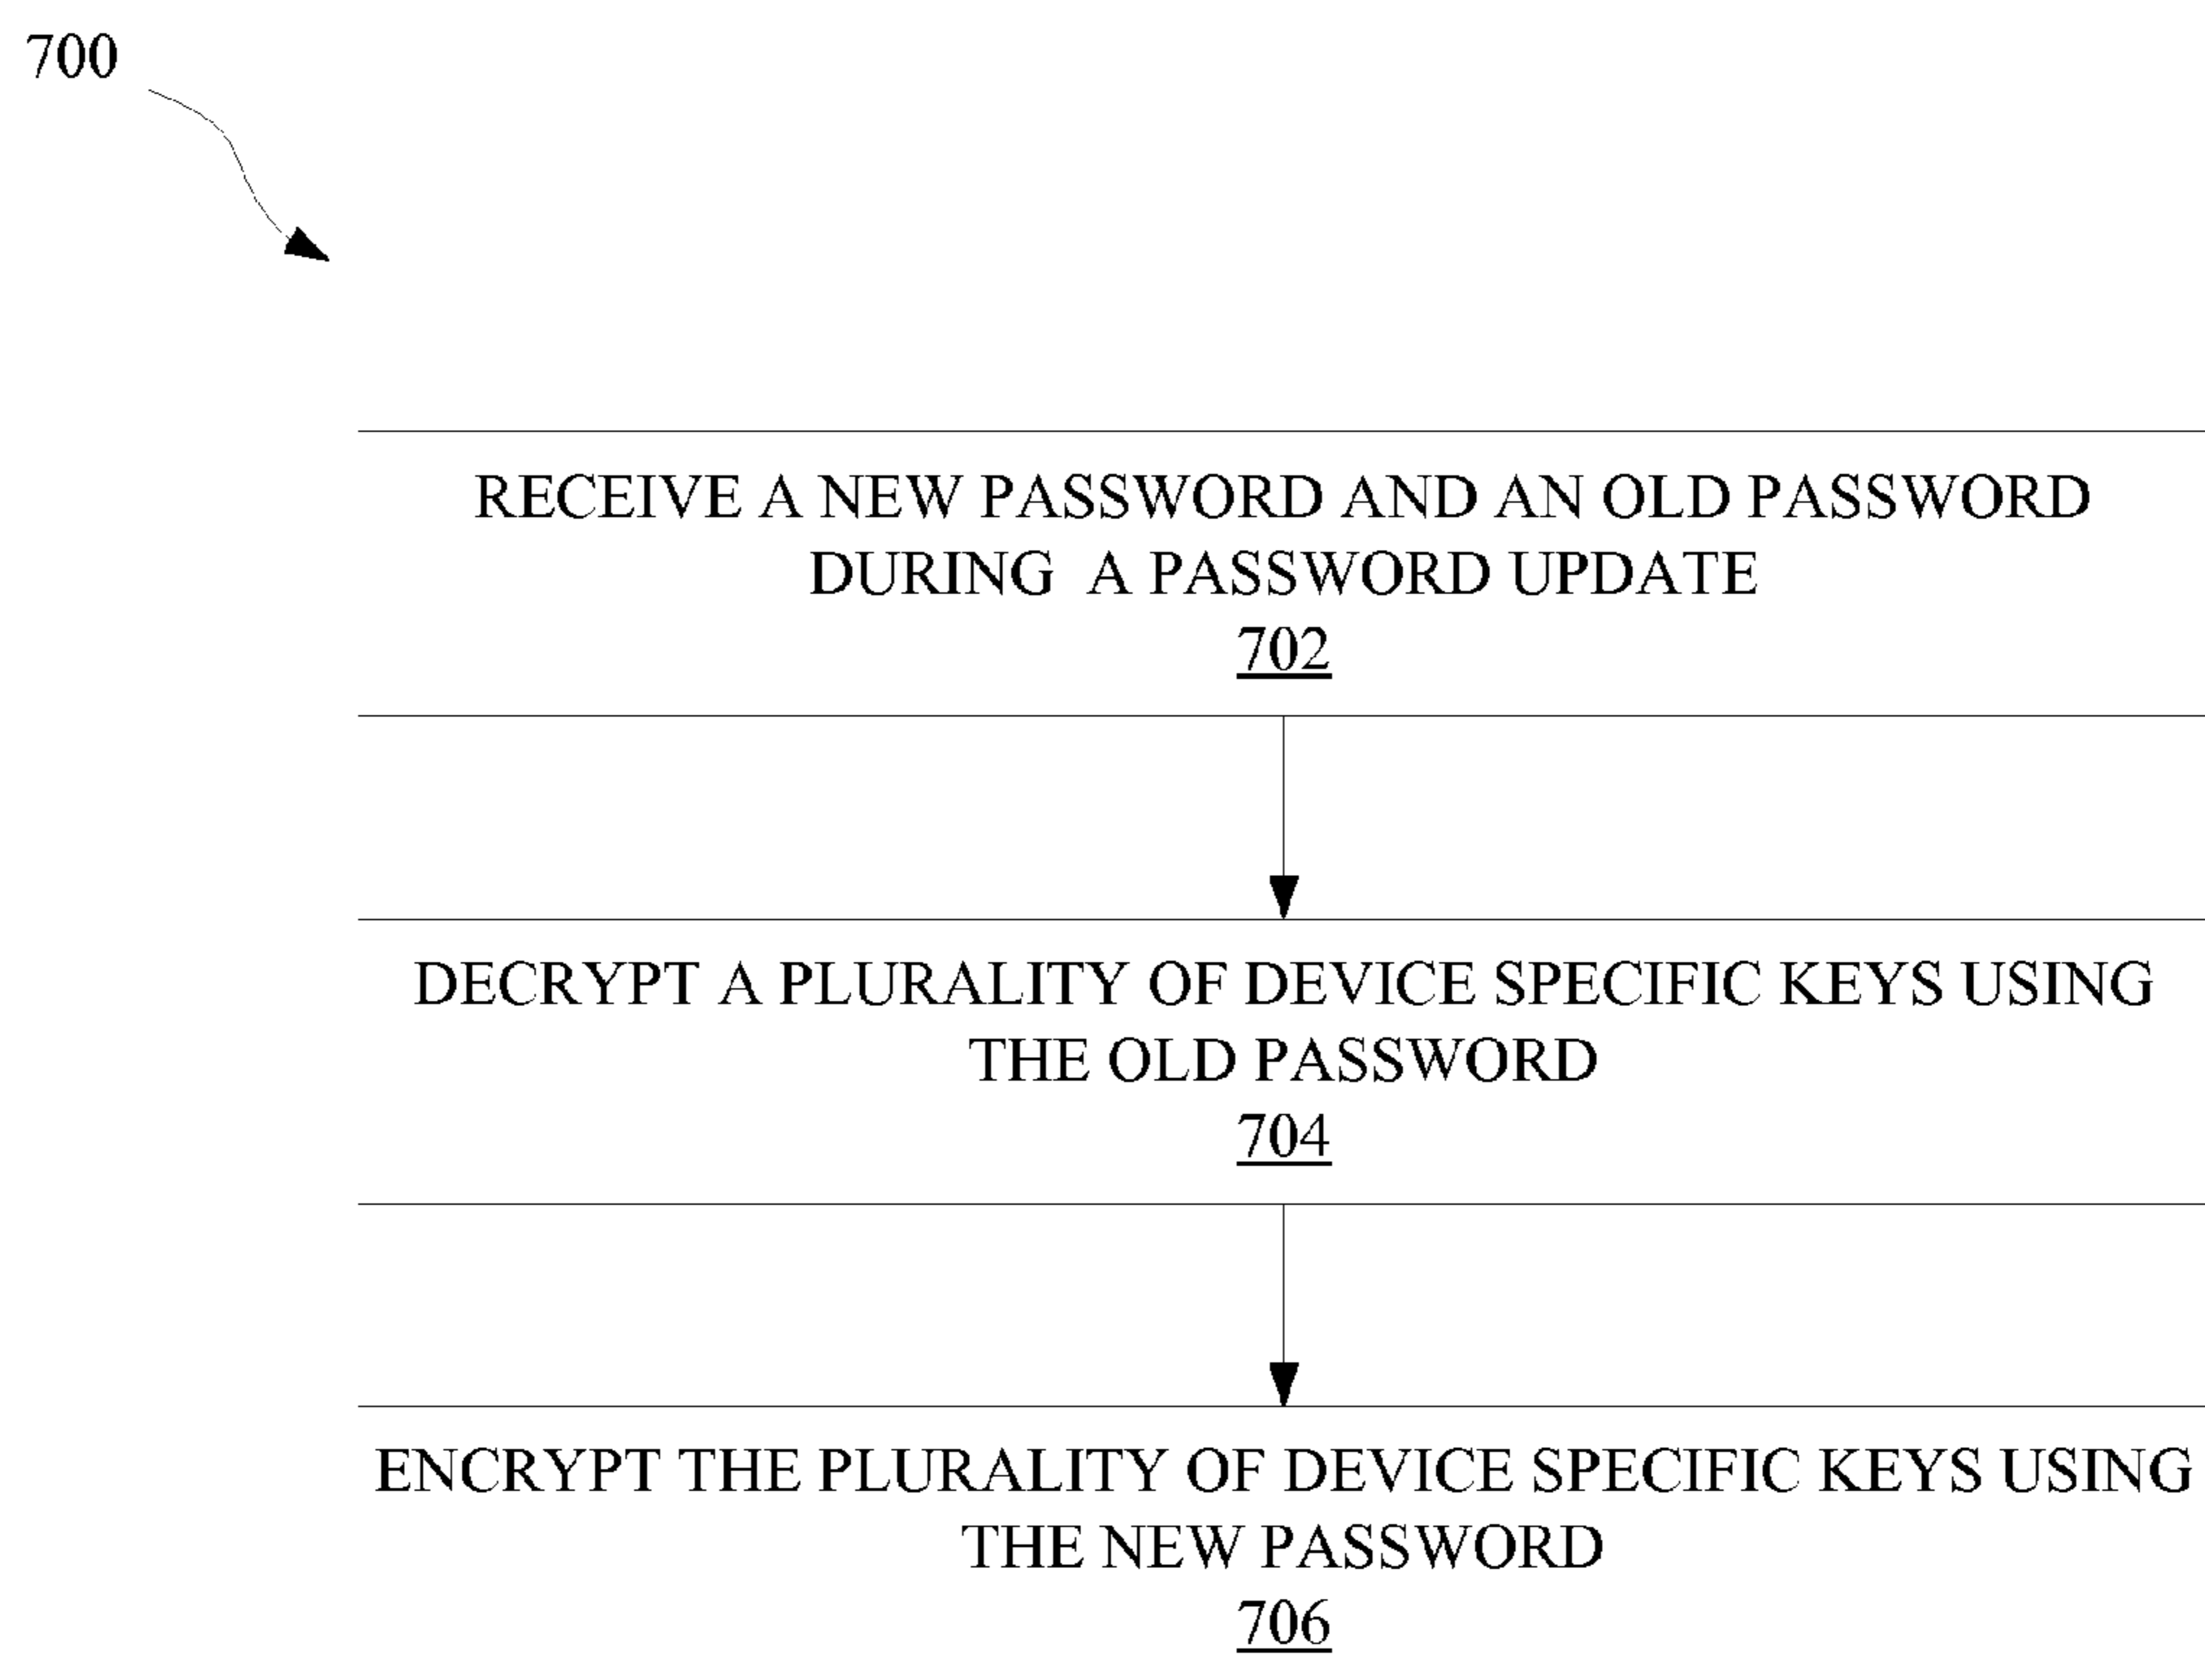 700
RECEIVE A NEW PASSWORD AND AN OLD PASSWORD
DURING A PASSWORD UPDATE
702
DECRYPT A PLURALITY OF DEVICE SPECIFIC KEYS USING
THE OLD PASSWORD
704
ENCRYPT THE PLURALITY OF DEVICE SPECIFIC KEYS USING
THE NEW PASSWORD
706